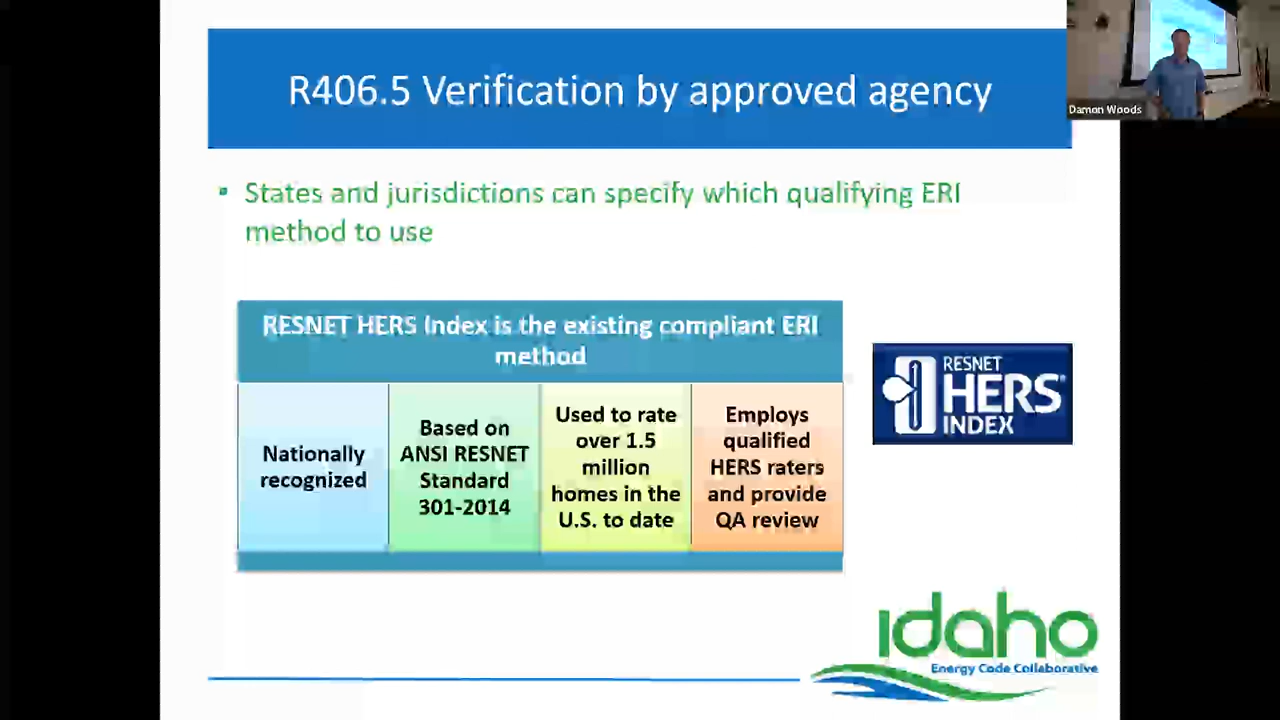 R406.5 Verification by approved agency
Damon Woods
States and jurisdictions can specify which qualifying ERI
method to use
RESNET HERS Index is the existing compliant ERI
method
Nationally
recognized
Based on
ANSI RESNET
Standard
301-2014
Used to rate
over 1.5
million
homes in the
U.S. to date
Employs
qualified
HERS raters
and provide
QA review
RESNET
HERS®
INDEX
idaho
Energy Code Collaborative